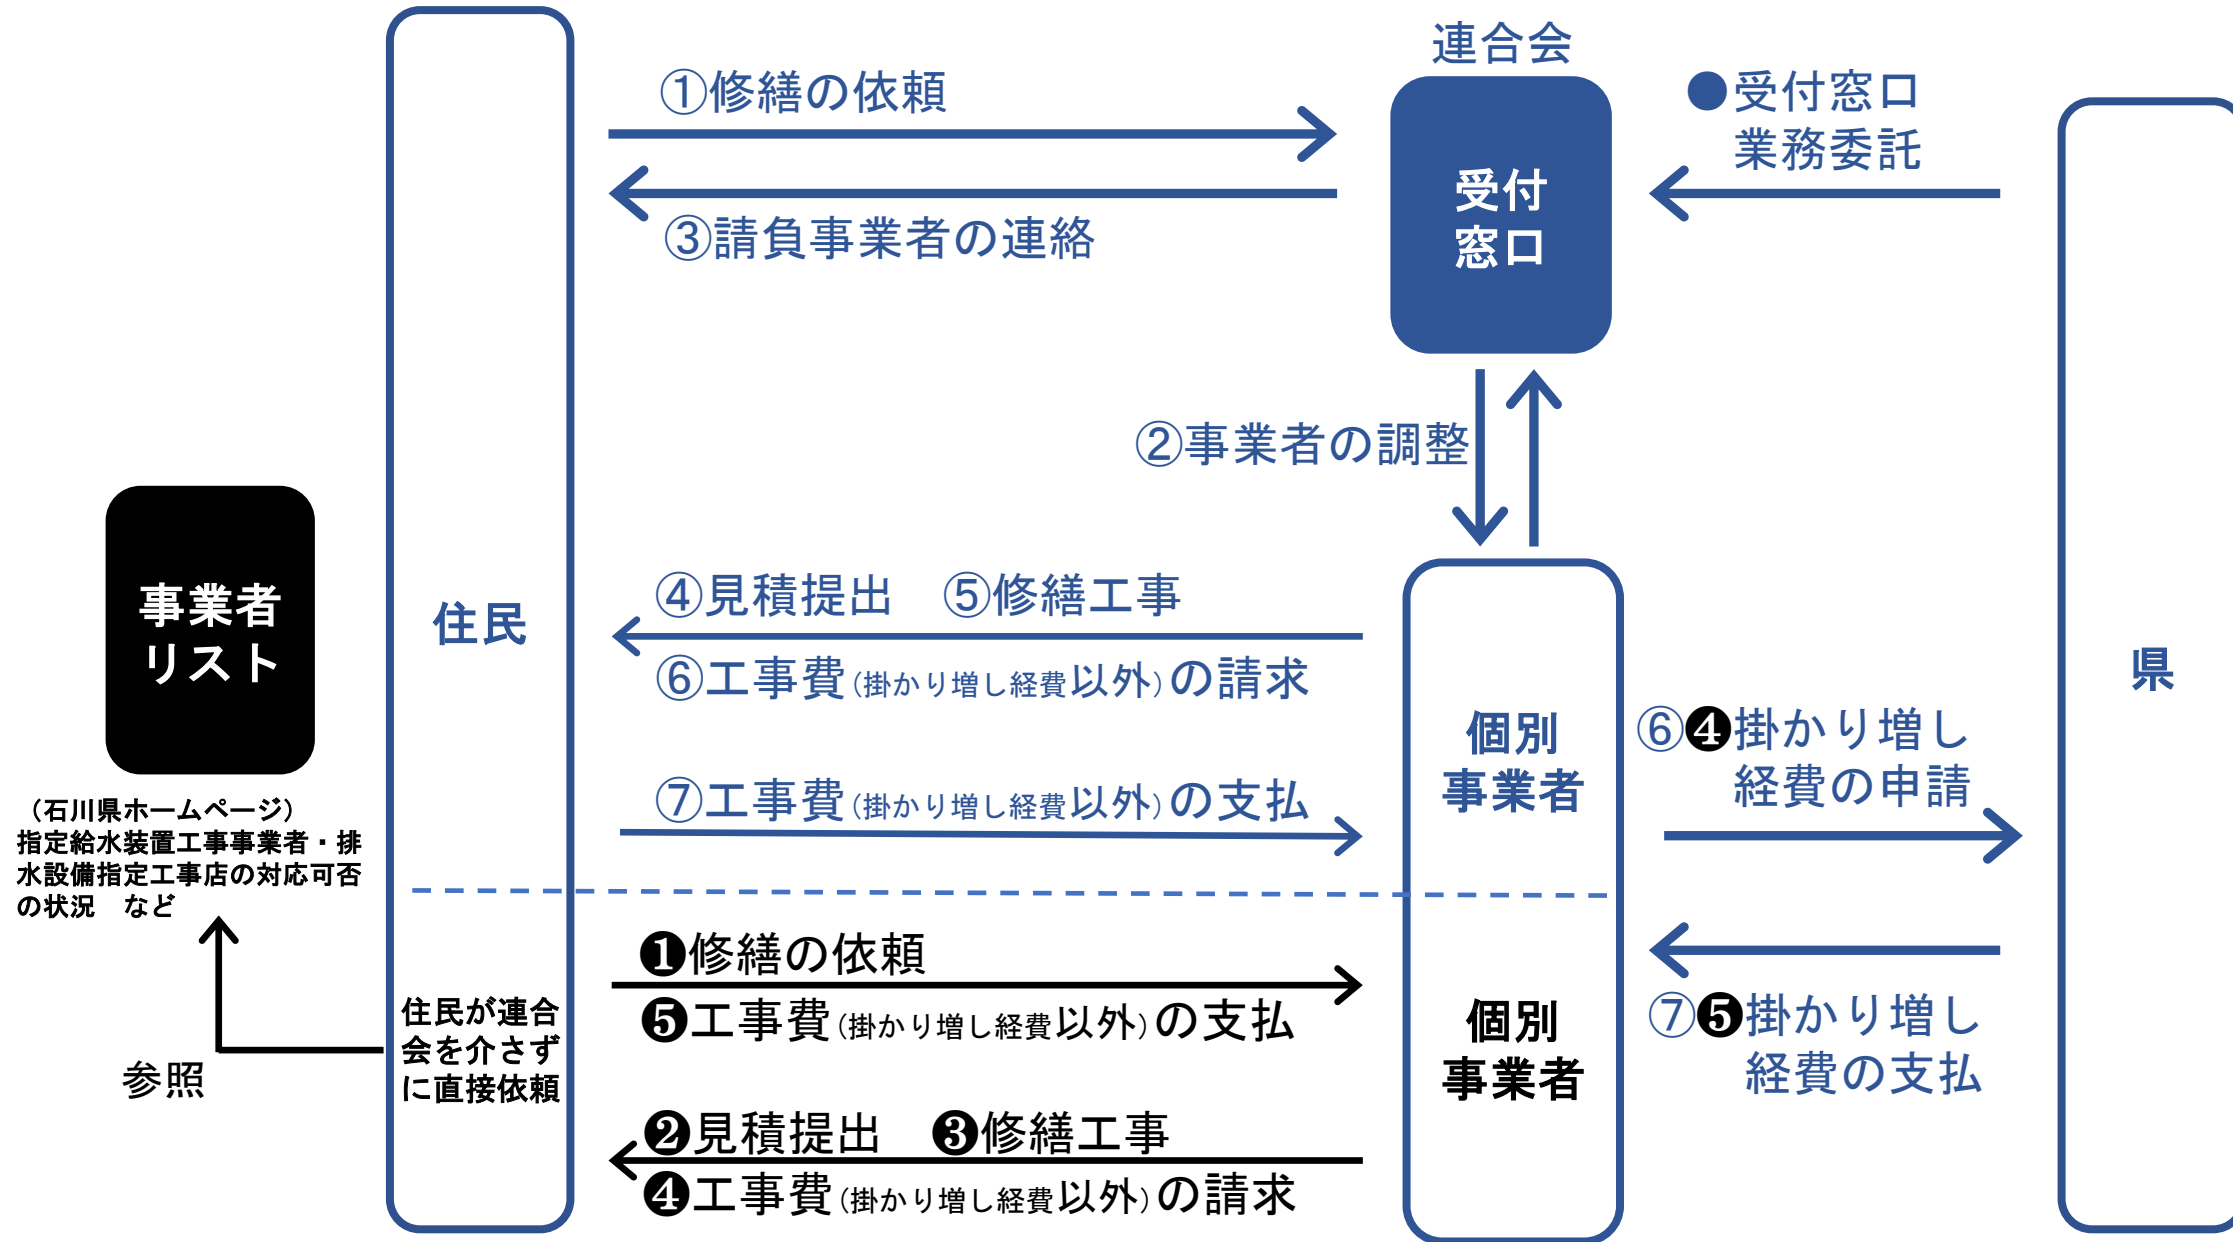 連合会
①修繕の依頼
●受付窓口
業務委託
受付
窓口
③請負事業者の連絡
②事業者の調整
事業者
リスト
住民
④見積提出　⑤修繕工事
⑥工事費(掛かり増し経費以外)の請求
県
個別
事業者
⑥❹掛かり増し
経費の申請
⑦工事費(掛かり増し経費以外)の支払
（石川県ホームページ）
指定給水装置工事事業者・排
水設備指定工事店の対応可否
の状況　など
❶修繕の依頼
❺工事費(掛かり増し経費以外)の支払
住民が連合
会を介さず
に直接依頼
個別
事業者
⑦❺掛かり増し
経費の支払
参照
❷見積提出　❸修繕工事
❹工事費(掛かり増し経費以外)の請求